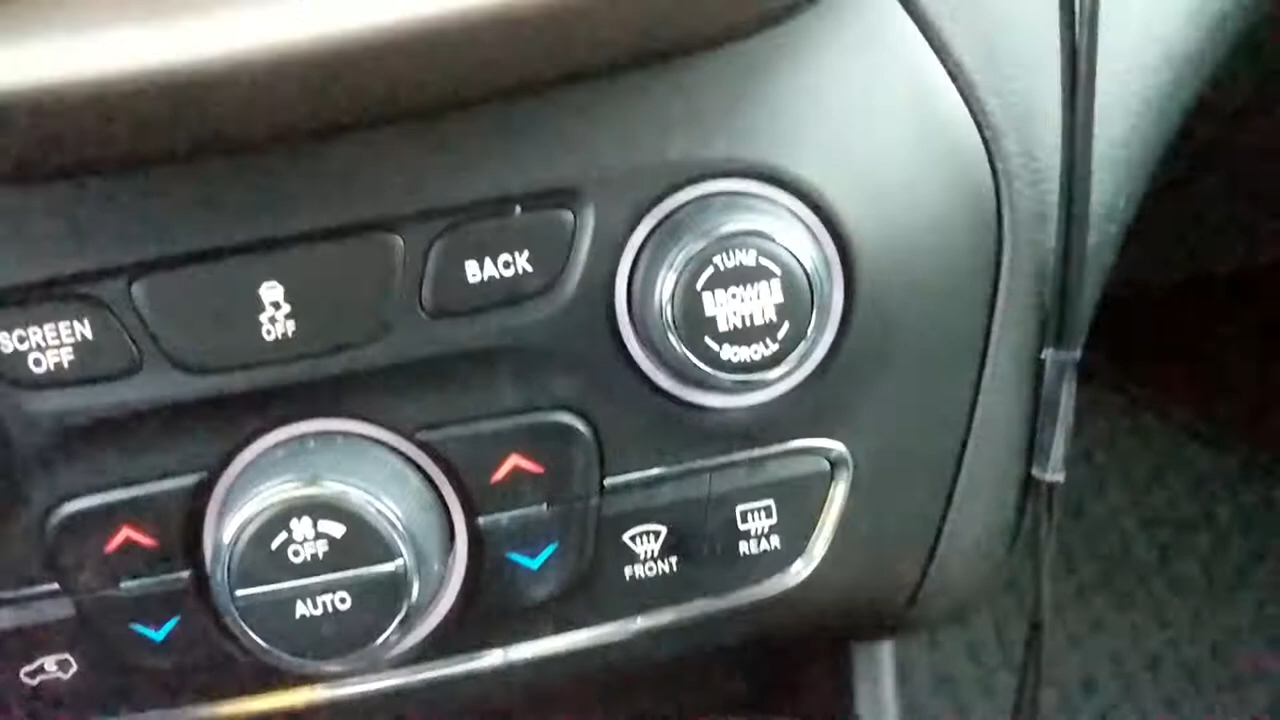 SCREEN
OFF
OFF
BACK
TUNE
BROWSE
ENTER
SCROLL
OFF
AUTO
FRONT
REAR